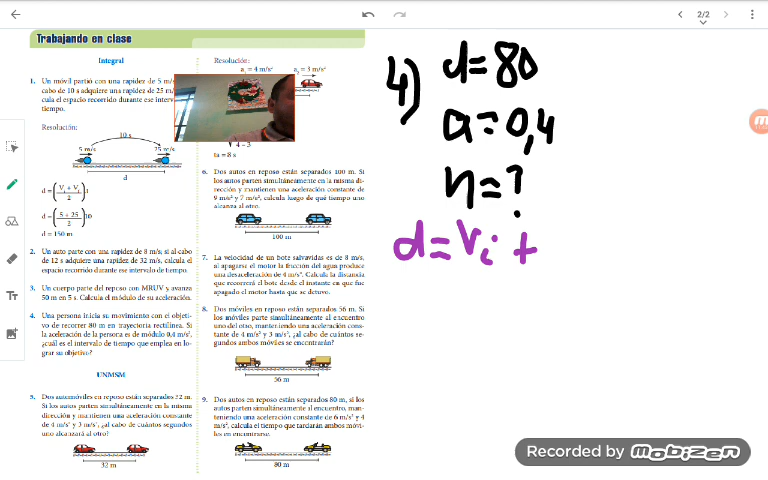 2/2
Trabajando en clase
Integral
1. Un móvil partió con una rapidez de 5 m/
cabo de 10 s adquiere una rapidez de 25 m/
cula el espacio recorrido durante ese interv
tiempo.
Resolución:
10 s
5 m/s 25 m/s
d
d = (Vi + Vf / 2) t
d = (5 + 25 / 2) 10
d = 150 m
2. Un auto parte con una rapidez de 8 m/s; si al cabo
de 12 s adquiere una rapidez de 32 m/s, calcula el
espacio recorrido durante ese intervalo de tiempo.
3. Un cuerpo parte del reposo con MRUV y avanza
50 m en 5 s. Calcula el módulo de su aceleración.
4. Una persona inicia su movimiento con el objeti-
vo de recorrer 80 m en trayectoria rectilínea. Si
la aceleración de la persona es de módulo 0,4 m/s²,
¿cuál es el intervalo de tiempo que emplea en lo-
grar su objetivo?
UNMSM
5. Dos automóviles en reposo están separados 32 m.
Si los autos parten simultáneamente en la misma
dirección y mantienen una aceleración constante
de 4 m/s² y 3 m/s², ¿al cabo de cuántos segundos
uno alcanzará al otro?
32 m
Resolución:
a₁ = 4 m/s² a₂ = 3 m/s²
4 – 3
ta = 8 s
6. Dos autos en reposo están separados 100 m. Si
los autos parten simultáneamente en la misma di-
rección y mantienen una aceleración constante de
9 m/s² y 7 m/s², calcula luego de qué tiempo uno
alcanza al otro.
100 m
7. La velocidad de un bote salvavidas es de 8 m/s,
si apagarse el motor la fricción del agua produce
una desaceleración de 4 m/s². Calcula la distancia
que recorrerá el bote desde el instante en que fue
apagado el motor hasta que se detuvo.
8. Dos móviles en reposo están separados 56 m. Si
los móviles parte simultáneamente al encuentro
uno del otro, manteniendo una aceleración cons-
tante de 4 m/s² y 3 m/s², ¿al cabo de cuántos se-
gundos ambos móviles se encontrarán?
56 m
9. Dos autos en reposo están separados 80 m, si los
autos parten simultáneamente al encuentro, man-
teniendo una aceleración constante de 6 m/s² y 4
m/s², calcula el tiempo que tardarán ambos móvi-
les en encontrarse.
80 m
4) d=80
a=0,4
n=?
d=Vi t
Recorded by mobizen